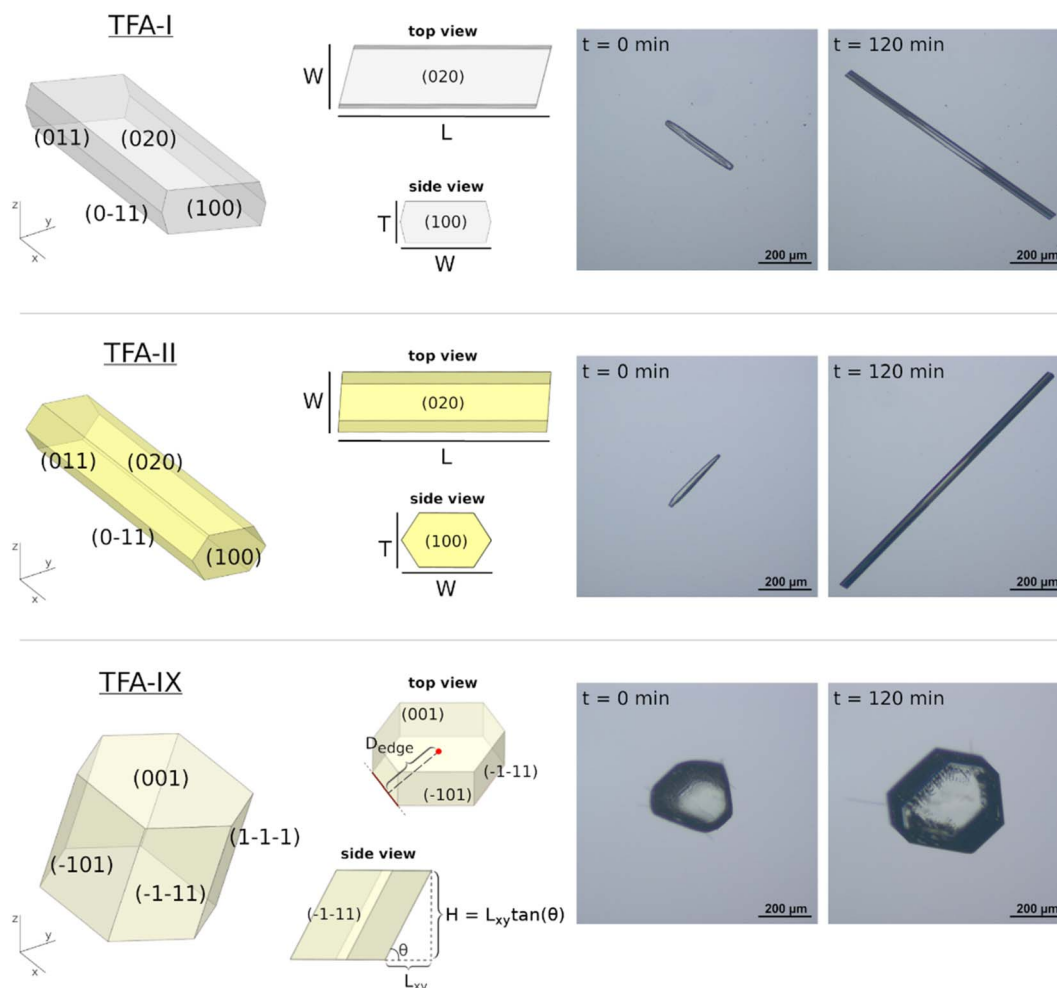 TFA-I
(011)
(020)
(0-11)
(100)
z
y
x
top view
W
(020)
L
side view
T
(100)
W
t = 0 min
200 µm
t = 120 min
200 µm
TFA-II
(011)
(020)
(0-11)
(100)
z
y
x
top view
W
(020)
L
side view
T
(100)
W
t = 0 min
200 µm
t = 120 min
200 µm
TFA-IX
(001)
(-101)
(1-1-1)
(-1-11)
z
y
x
top view
(001)
Dedge
(-1-11)
(-101)
side view
(-1-11)
θ
H = Lxytan(θ)
Lxy
t = 0 min
200 µm
t = 120 min
200 µm